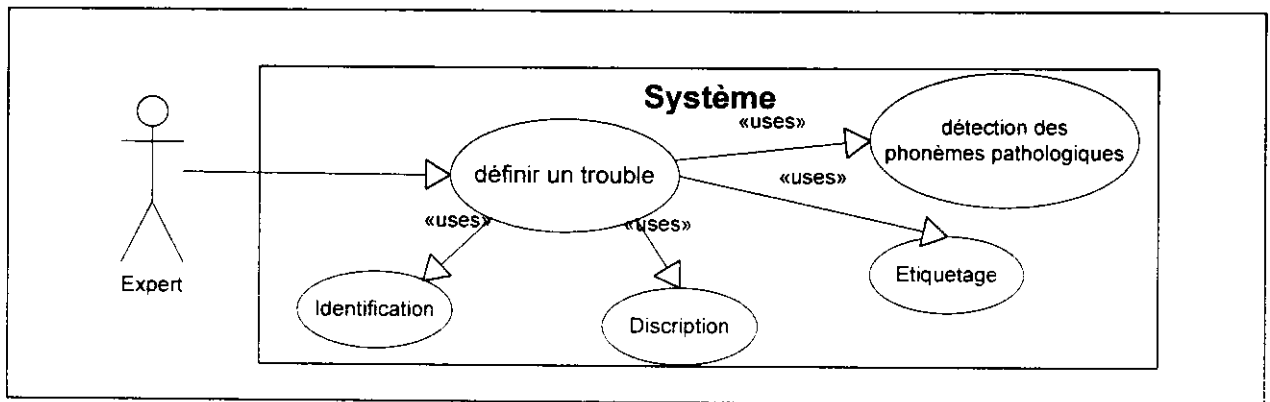 Système
«uses»
détection des
phonèmes pathologiques
définir un trouble
«uses»
«uses»
«uses»
Etiquetage
Expert
Identification
Discription